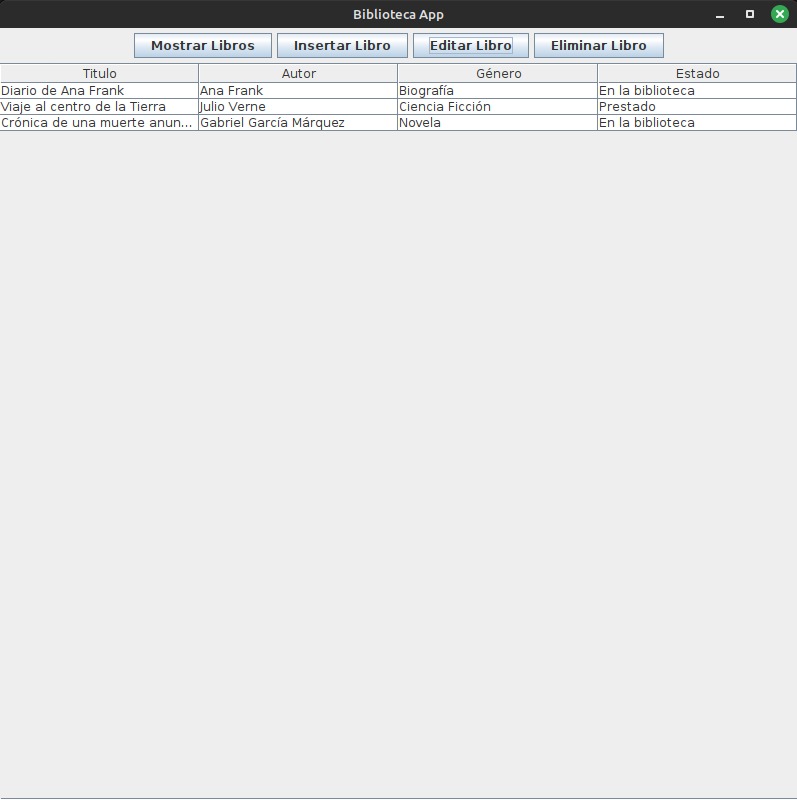 Biblioteca App
Mostrar Libros Insertar Libro Editar Libro Eliminar Libro
Titulo Autor Género Estado
Diario de Ana Frank Ana Frank Biografía En la biblioteca
Viaje al centro de la Tierra Julio Verne Ciencia Ficción Prestado
Crónica de una muerte anun... Gabriel García Márquez Novela En la biblioteca